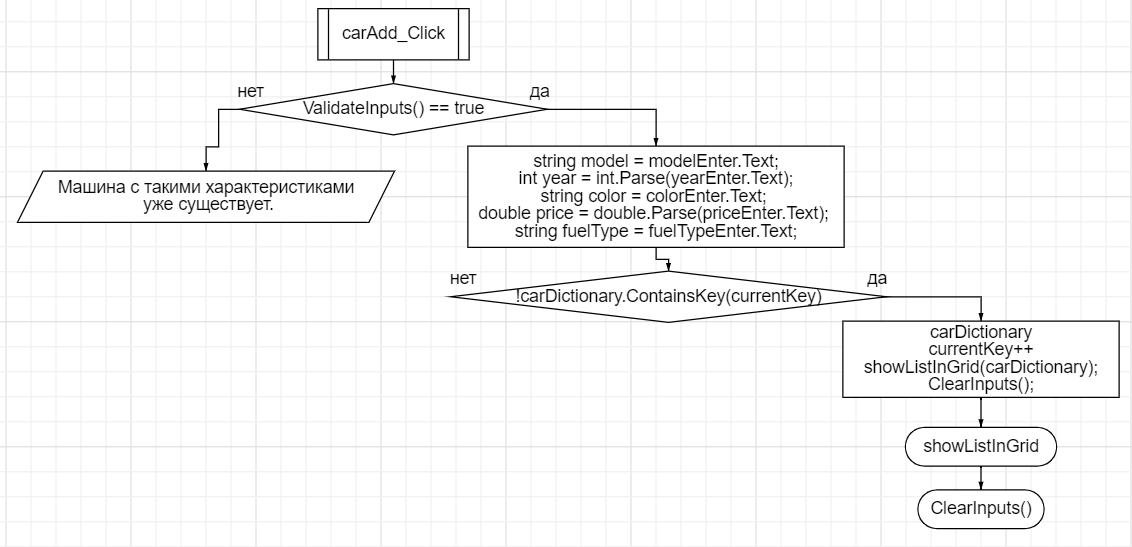 carAdd_Click
нет
да
ValidateInputs() == true
Машина с такими характеристиками
уже существует.
string model = modelEnter.Text;
int year = int.Parse(yearEnter.Text);
string color = colorEnter.Text;
double price = double.Parse(priceEnter.Text);
string fuelType = fuelTypeEnter.Text;
нет
да
!carDictionary.ContainsKey(currentKey)
carDictionary
currentKey++
showListInGrid(carDictionary);
ClearInputs();
showListInGrid
ClearInputs()